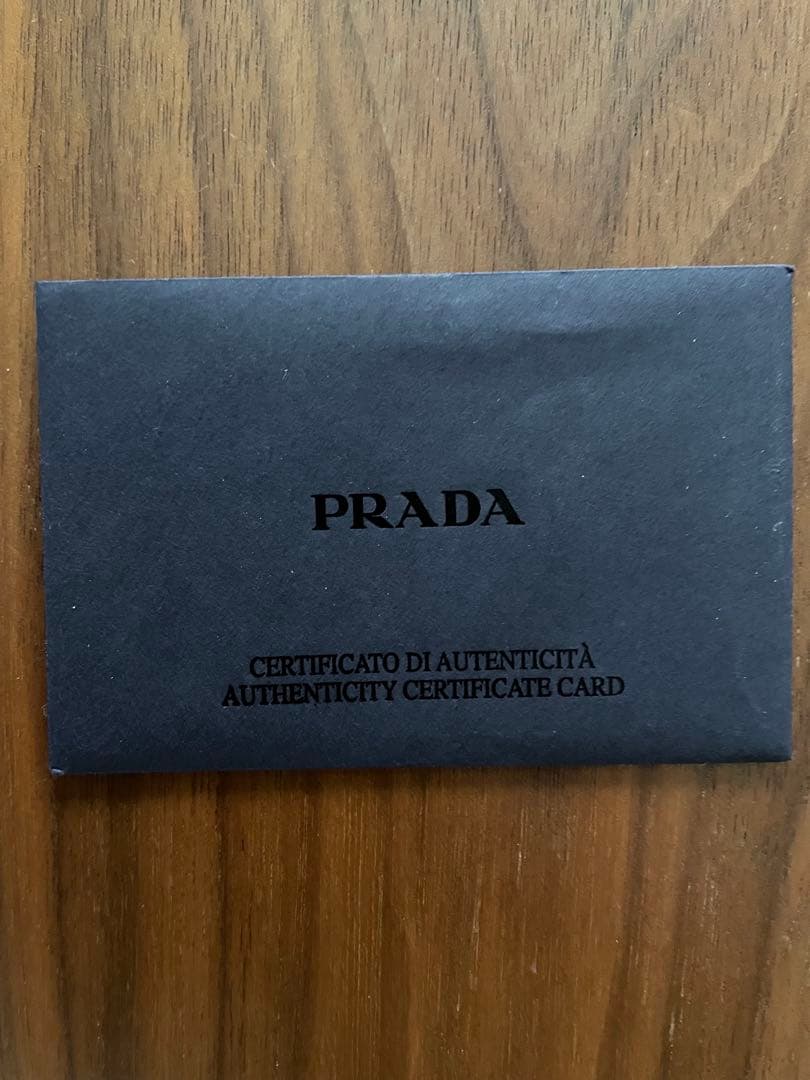 PRADA
CERTIFICATO DI AUTENTICITÀ
AUTHENTICITY CERTIFICATE CARD